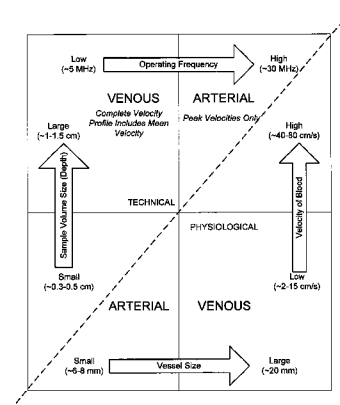 Low
(~5 MHz)
Operating Frequency
High
(~30 MHz)
VENOUS
Complete Velocity
Profile Includes Mean
Velocity
ARTERIAL
Peak Velocities Only
Large
(~1-1.5 cm)
High
(~40-80 cm/s)
Sample Volume Size (Depth)
Velocity of Blood
TECHNICAL
PHYSIOLOGICAL
Small
(~0.3-0.5 cm)
Low
(~2-15 cm/s)
ARTERIAL
VENOUS
Small
(~6-8 mm)
Vessel Size
Large
(~20 mm)